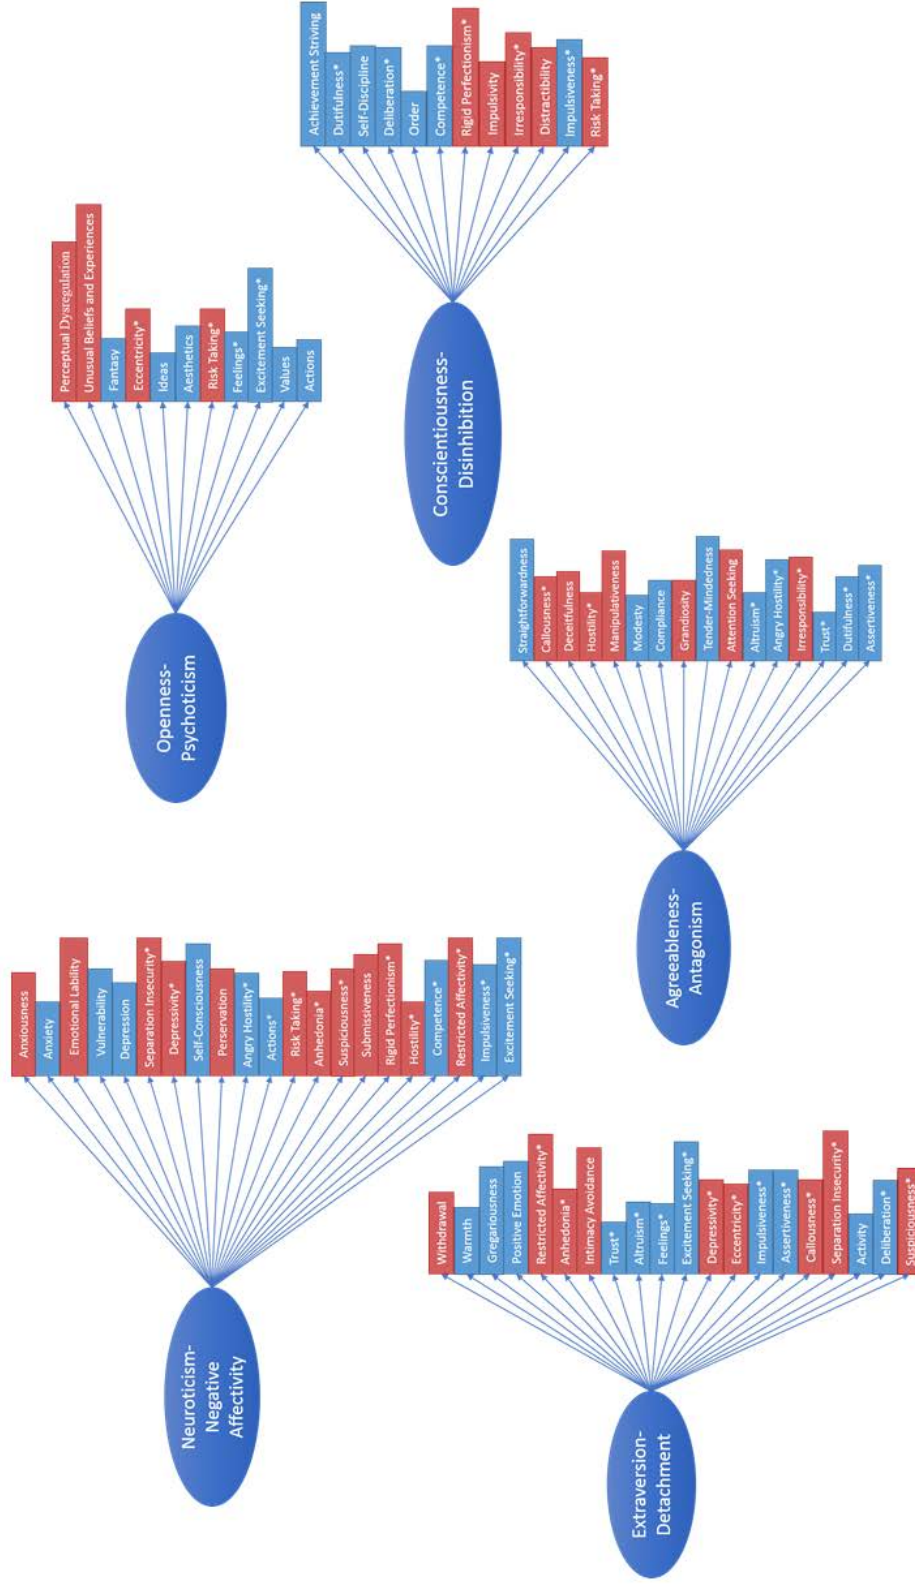 Neuroticism-
Negative
Affectivity
Anxiousness
Anxiety
Emotional Lability
Vulnerability
Depression
Separation Insecurity*
Depressivity*
Self-Consciousness
Perservation
Angry Hostility*
Actions*
Risk Taking*
Anhedonia*
Suspiciousness*
Submissiveness
Rigid Perfectionism*
Hostility*
Competence*
Restricted Affectivity*
Impulsiveness*
Excitement Seeking*
Openness-
Psychoticism
Perceptual Dysregulation
Unusual Beliefs and Experiences
Fantasy
Eccentricity*
Ideas
Aesthetics
Risk Taking*
Feelings*
Excitement Seeking*
Values
Actions
Extraversion-
Detachment
Withdrawal
Warmth
Gregariousness
Positive Emotion
Restricted Affectivity*
Anhedonia*
Intimacy Avoidance
Trust*
Altruism*
Feelings*
Excitement Seeking*
Depressivity*
Eccentricity*
Impulsiveness*
Assertiveness*
Callousness*
Separation Insecurity*
Activity
Deliberation*
Suspiciousness*
Agreeableness-
Antagonism
Straightforwardness
Callousness*
Deceitfulness
Hostility*
Manipulativeness
Modesty
Compliance
Grandiosity
Tender-Mindedness
Attention Seeking
Altruism*
Angry Hostility*
Irresponsibility*
Trust*
Dutifulness*
Assertiveness*
Conscientiousness-
Disinhibition
Achievement Striving
Dutifulness*
Self-Discipline
Deliberation*
Order
Competence*
Rigid Perfectionism*
Impulsivity
Irresponsibility*
Distractibility
Impulsiveness*
Risk Taking*